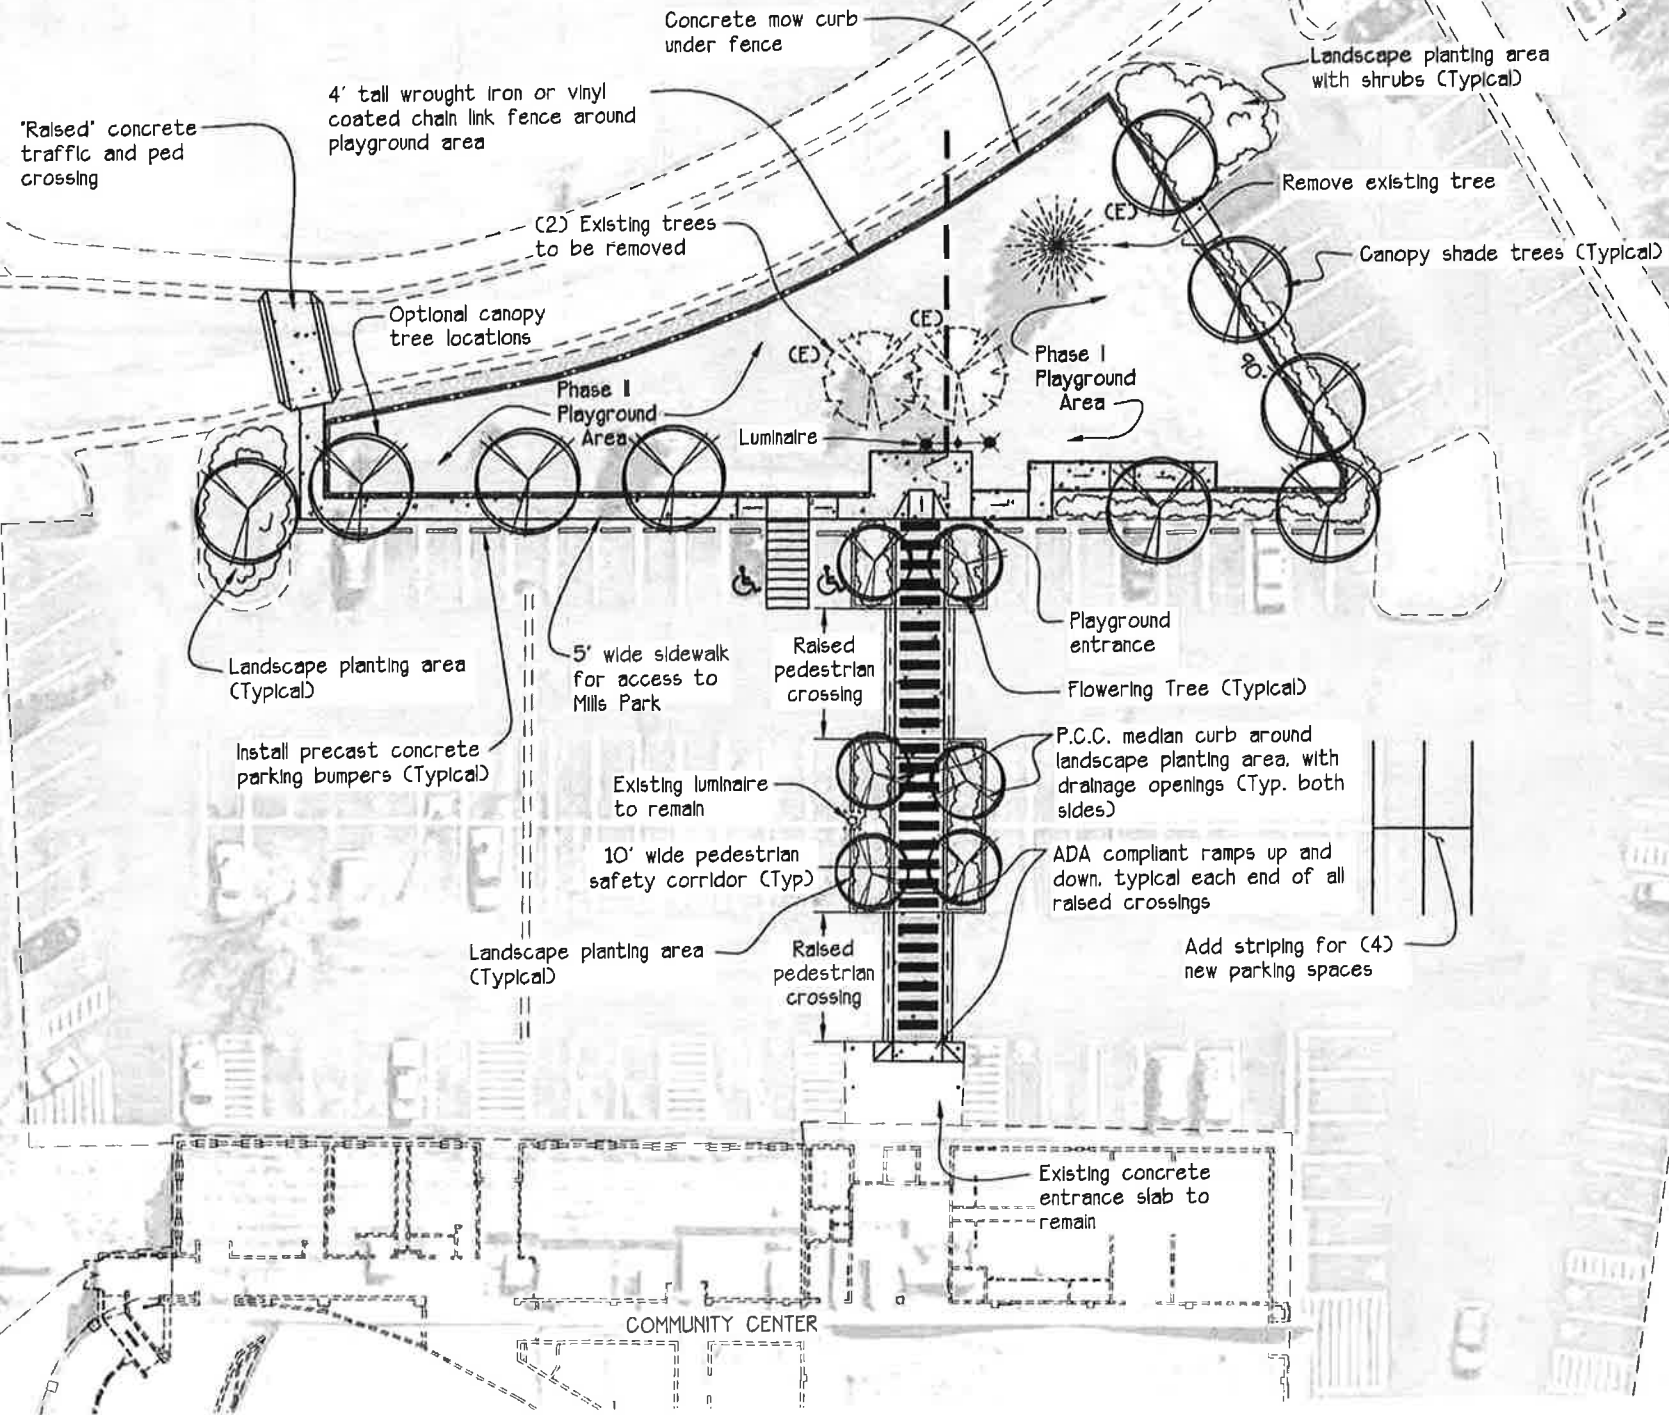 Concrete mow curb
under fence
Landscape planting area
with shrubs (Typical)
4' tall wrought iron or vinyl
coated chain link fence around
playground area
"Raised" concrete
traffic and ped
crossing
Remove existing tree
(E)
(2) Existing trees
to be removed
Canopy shade trees (Typical)
Optional canopy
tree locations
(E)
(E)
Phase I
Playground
Area
90°
Phase II
Playground
Area
Luminaire
Playground
entrance
Raised
pedestrian
crossing
5' wide sidewalk
for access to
Mills Park
Landscape planting area
(Typical)
Flowering Tree (Typical)
Install precast concrete
parking bumpers (Typical)
P.C.C. median curb around
landscape planting area, with
drainage openings (Typ. both
sides)
Existing luminaire
to remain
10' wide pedestrian
safety corridor (Typ)
ADA compliant ramps up and
down, typical each end of all
raised crossings
Landscape planting area
(Typical)
Raised
pedestrian
crossing
Add striping for (4)
new parking spaces
Existing concrete
entrance slab to
remain
COMMUNITY CENTER